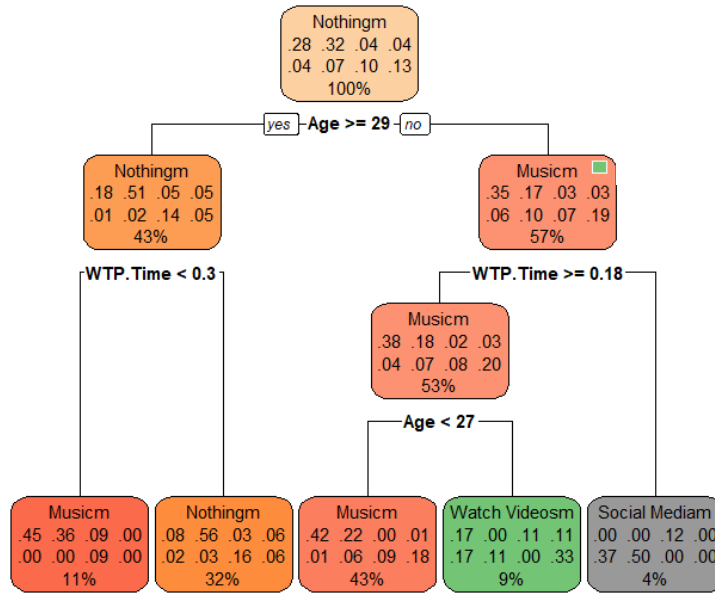 Nothingm
.28 .32 .04 .04
.04 .07 .10 .13
100%
yes Age >= 29 no
Nothingm
.18 .51 .05 .05
.01 .02 .14 .05
43%
Musicm
.35 .17 .03 .03
.06 .10 .07 .19
57%
WTP.Time < 0.3
WTP.Time >= 0.18
Musicm
.38 .18 .02 .03
.04 .07 .08 .20
53%
Age < 27
Musicm
.45 .36 .09 .00
.00 .00 .09 .00
11%
Nothingm
.08 .56 .03 .06
.02 .03 .16 .06
32%
Musicm
.42 .22 .00 .01
.01 .06 .09 .18
43%
Watch Videosm
.17 .00 .11 .11
.17 .11 .00 .33
9%
Social Mediam
.00 .00 .12 .00
.37 .50 .00 .00
4%